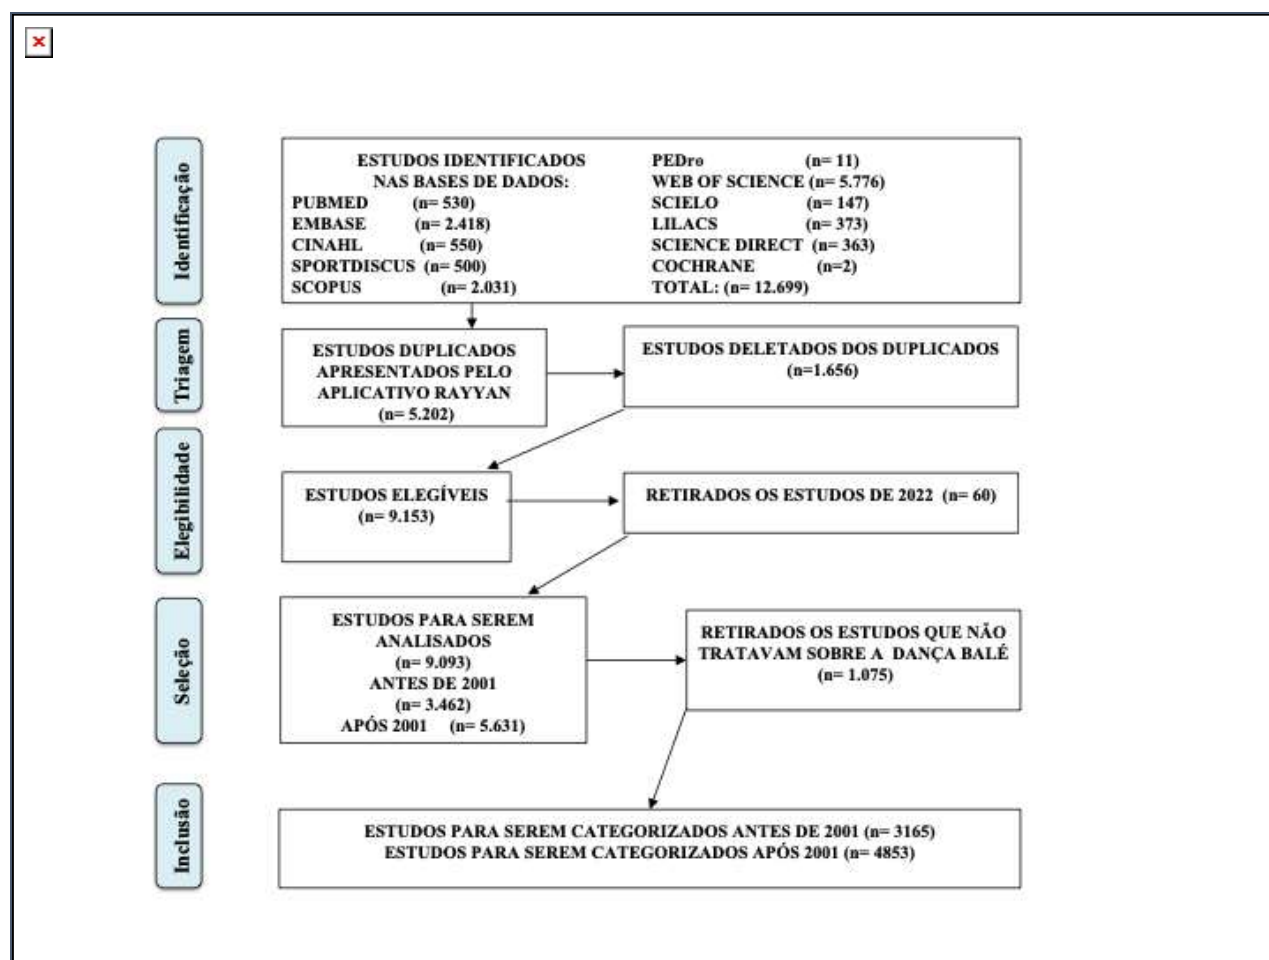 Identificação
ESTUDOS IDENTIFICADOS
NAS BASES DE DADOS:
PUBMED (n= 530)
EMBASE (n= 2.418)
CINAHL (n= 550)
SPORTDISCUS (n= 500)
SCOPUS (n= 2.031)
PEDro (n= 11)
WEB OF SCIENCE (n= 5.776)
SCIELO (n= 147)
LILACS (n= 373)
SCIENCE DIRECT (n= 363)
COCHRANE (n=2)
TOTAL: (n= 12.699)
Triagem
ESTUDOS DUPLICADOS
APRESENTADOS PELO
APLICATIVO RAYYAN
(n= 5.202)
ESTUDOS DELETADOS DOS DUPLICADOS
(n=1.656)
Elegibilidade
ESTUDOS ELEGÍVEIS
(n= 9.153)
RETIRADOS OS ESTUDOS DE 2022 (n= 60)
Seleção
ESTUDOS PARA SEREM
ANALISADOS
(n= 9.093)
ANTES DE 2001
(n= 3.462)
APÓS 2001 (n= 5.631)
RETIRADOS OS ESTUDOS QUE NÃO
TRATAVAM SOBRE A DANÇA BALÉ
(n= 1.075)
Inclusão
ESTUDOS PARA SEREM CATEGORIZADOS ANTES DE 2001 (n= 3165)
ESTUDOS PARA SEREM CATEGORIZADOS APÓS 2001 (n= 4853)